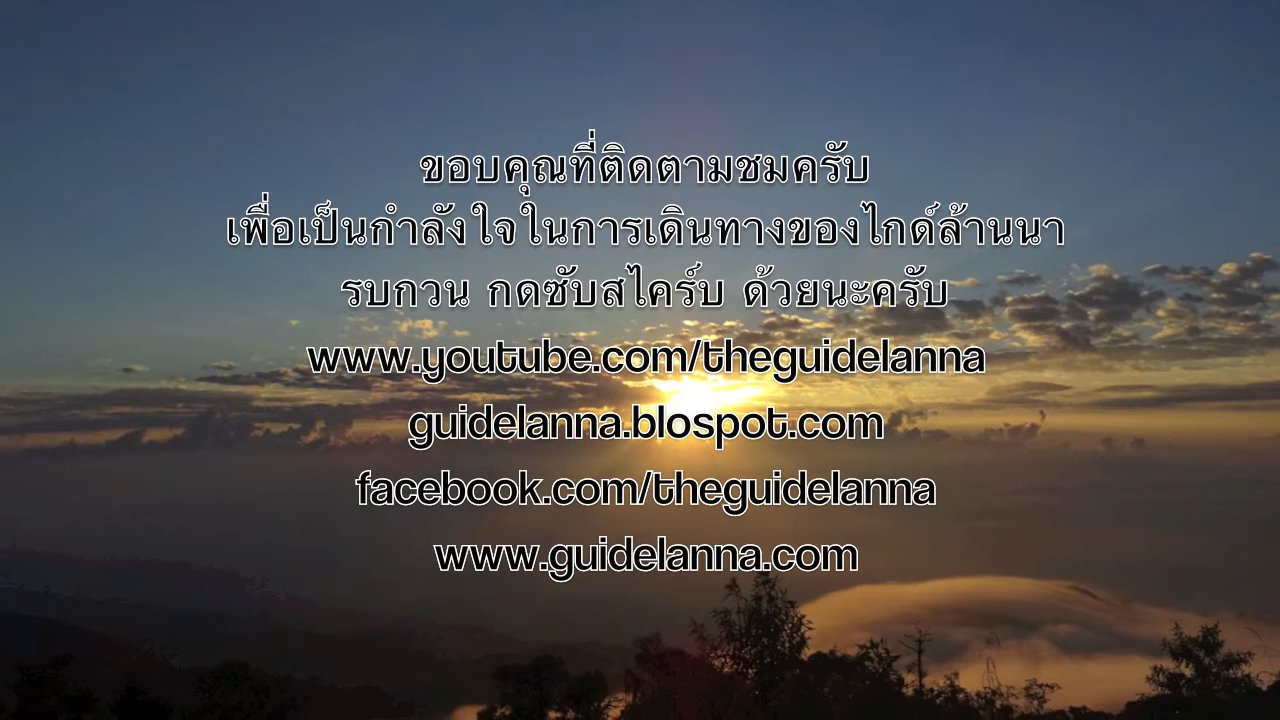 ขอบคุณที่ติดตามชมครับ
เพื่อเป็นกำลังใจในการเดินทางของไกด์ล้านนา
รบกวน กดซับสไคร์บ ด้วยนะครับ
www.youtube.com/theguidelanna
guidelanna.blospot.com
facebook.com/theguidelanna
www.guidelanna.com